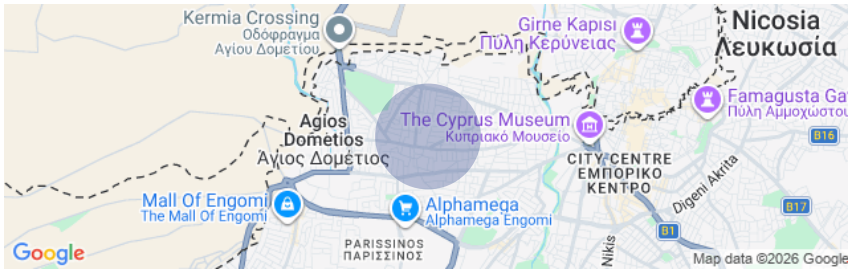 Kermia Crossing
Οδόφραγμα
Αγίου Δομετίου
Girne Kapısı
Πύλη Κερύνειας
Nicosia
Λευκωσία
Famagusta Ga
Πύλη Αμμοχώστου
The Cyprus Museum
Κυπριακό Μουσείο
B16
Agios
Dometios
Άγιος Δομέτιος
CITY CENTRE
ΕΜΠΟΡΙΚΟ
ΚΕΝΤΡΟ
Digeni Akrita
Mall Of Engomi
The Mall Of Engomi
Alphamega
Alphamega Engomi
B17
B1
Nikis
PARISSINOS
ΠΑΡΙΣΣΙΝΟΣ
Google
Map data ©2026 Google